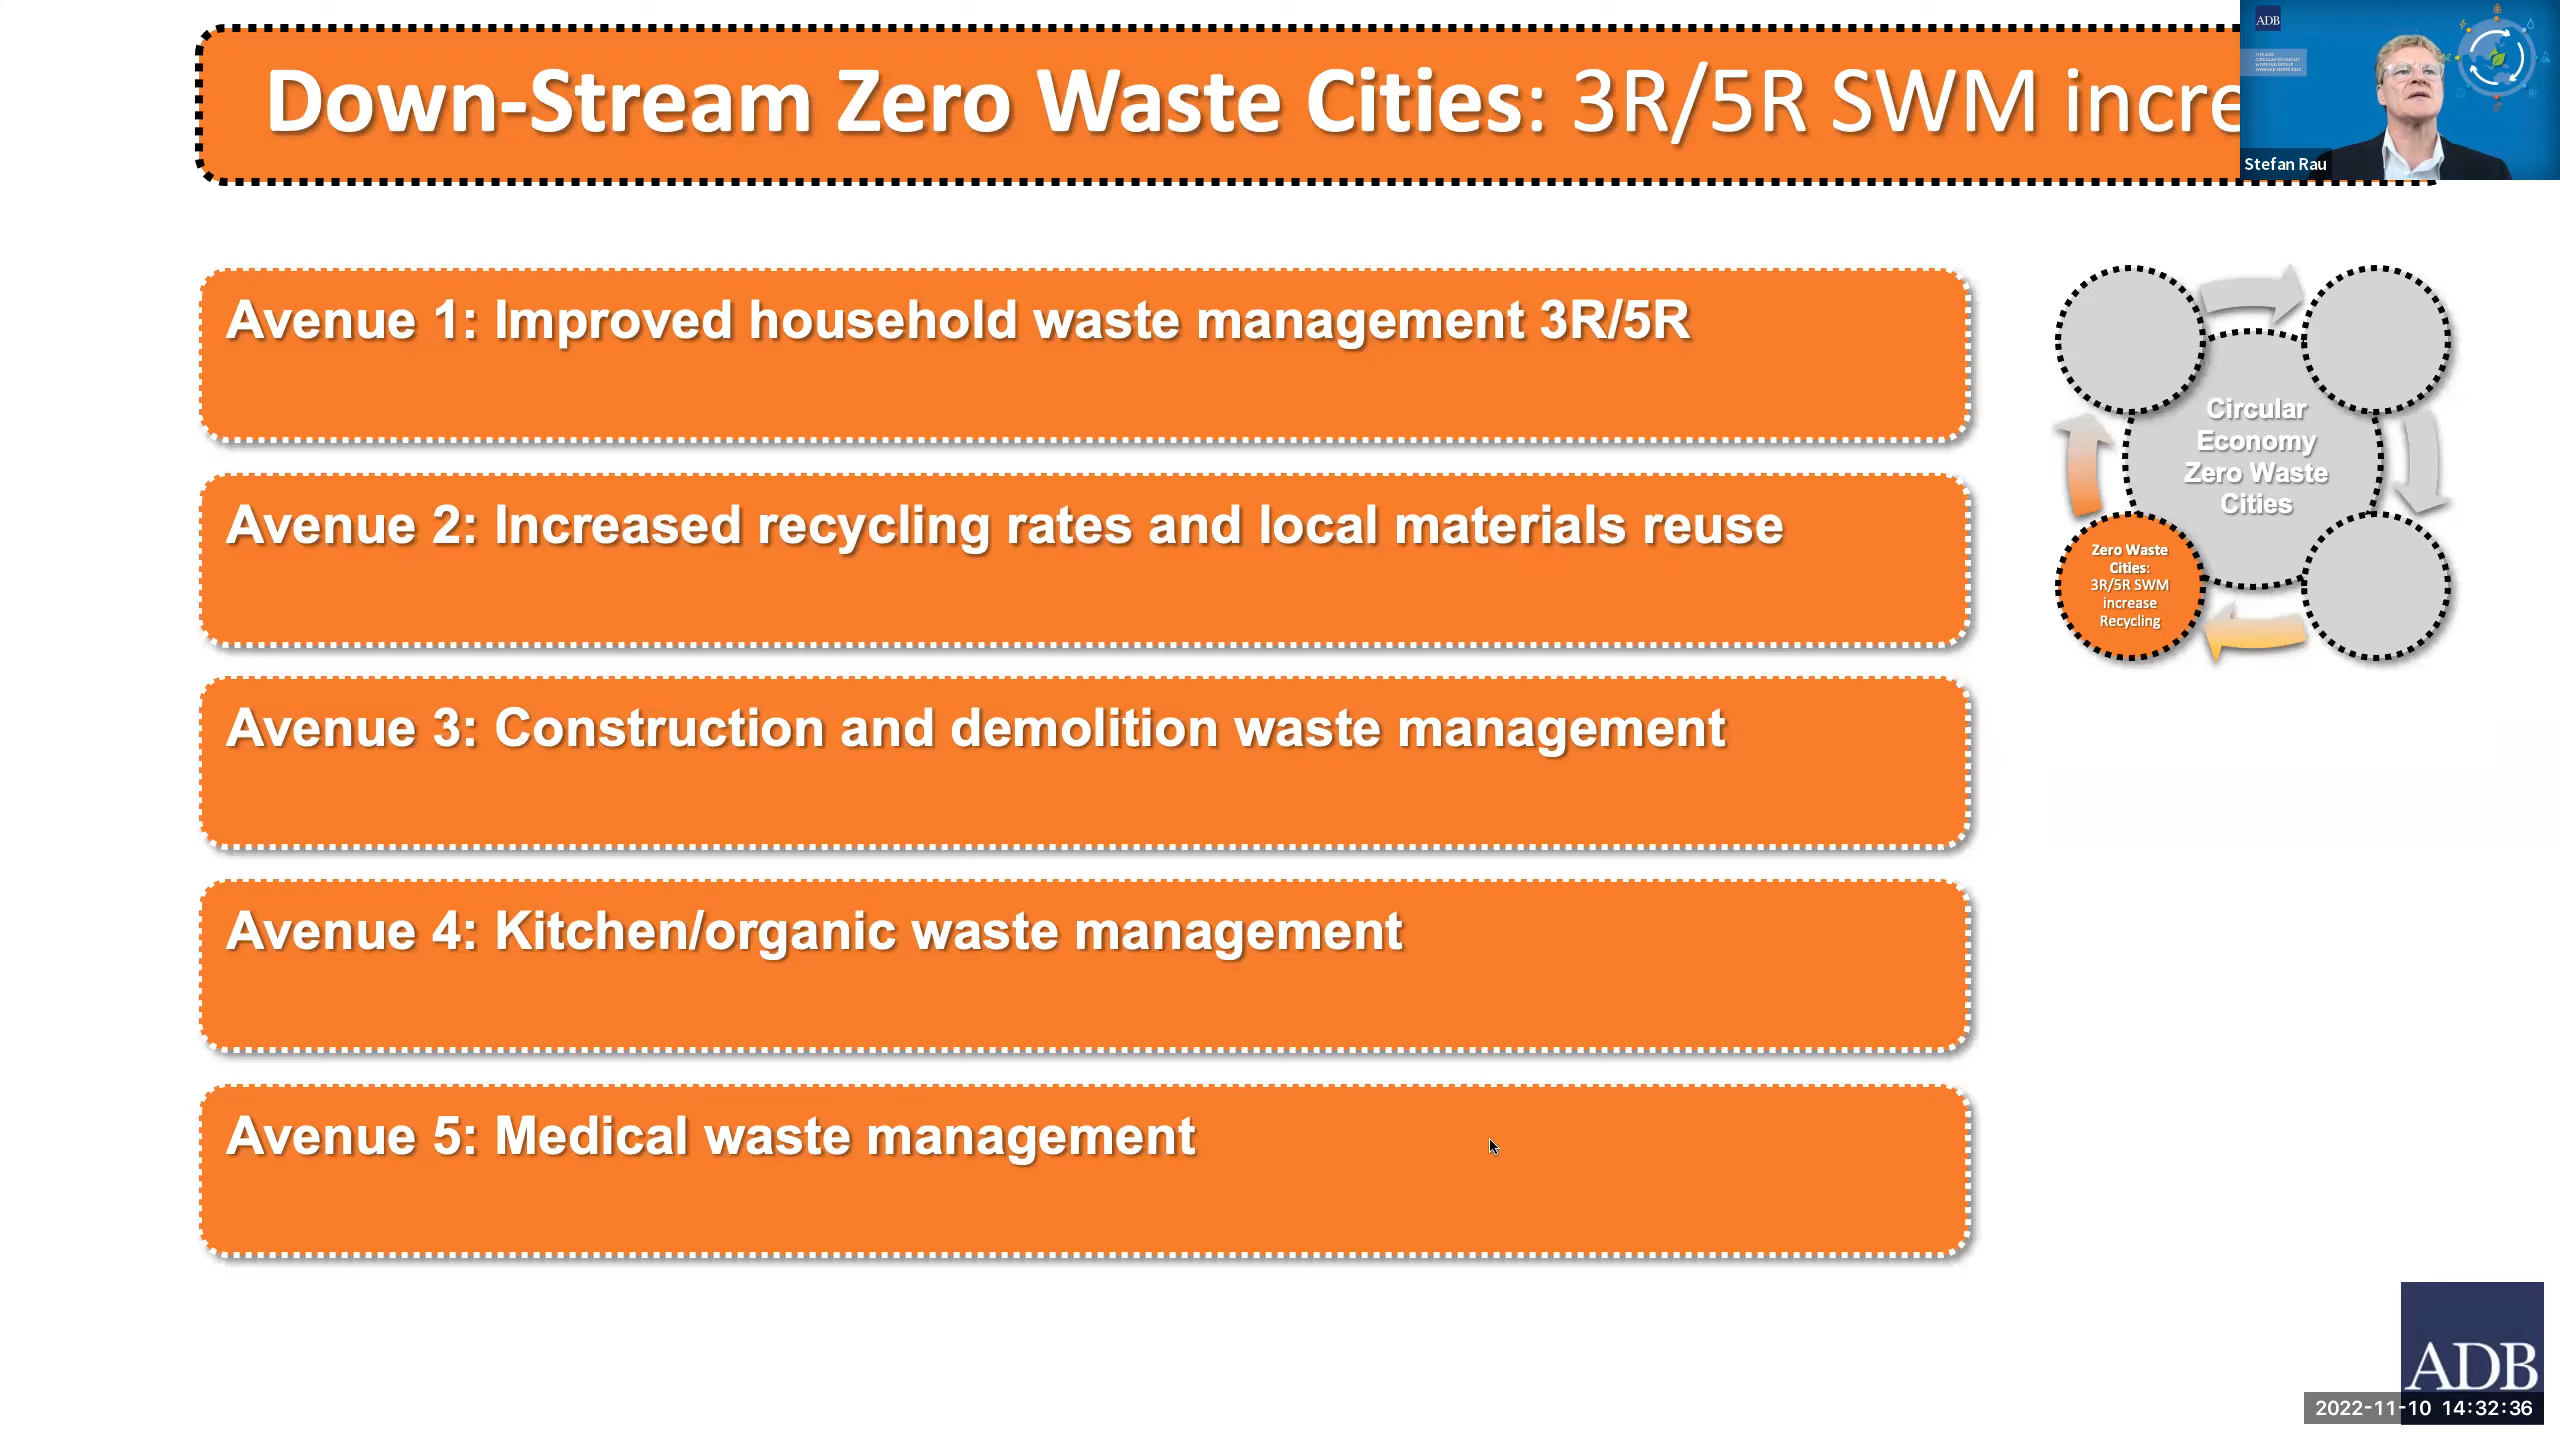 Down-Stream Zero Waste Cities: 3R/5R SWM incre
ADB
Stefan Rau
Avenue 1: Improved household waste management 3R/5R
Avenue 2: Increased recycling rates and local materials reuse
Avenue 3: Construction and demolition waste management
Avenue 4: Kitchen/organic waste management
Avenue 5: Medical waste management
Circular
Economy
Zero Waste
Cities
Zero Waste
Cities:
3R/5R SWM
increase
Recycling
ADB
2022-11-10 14:32:36